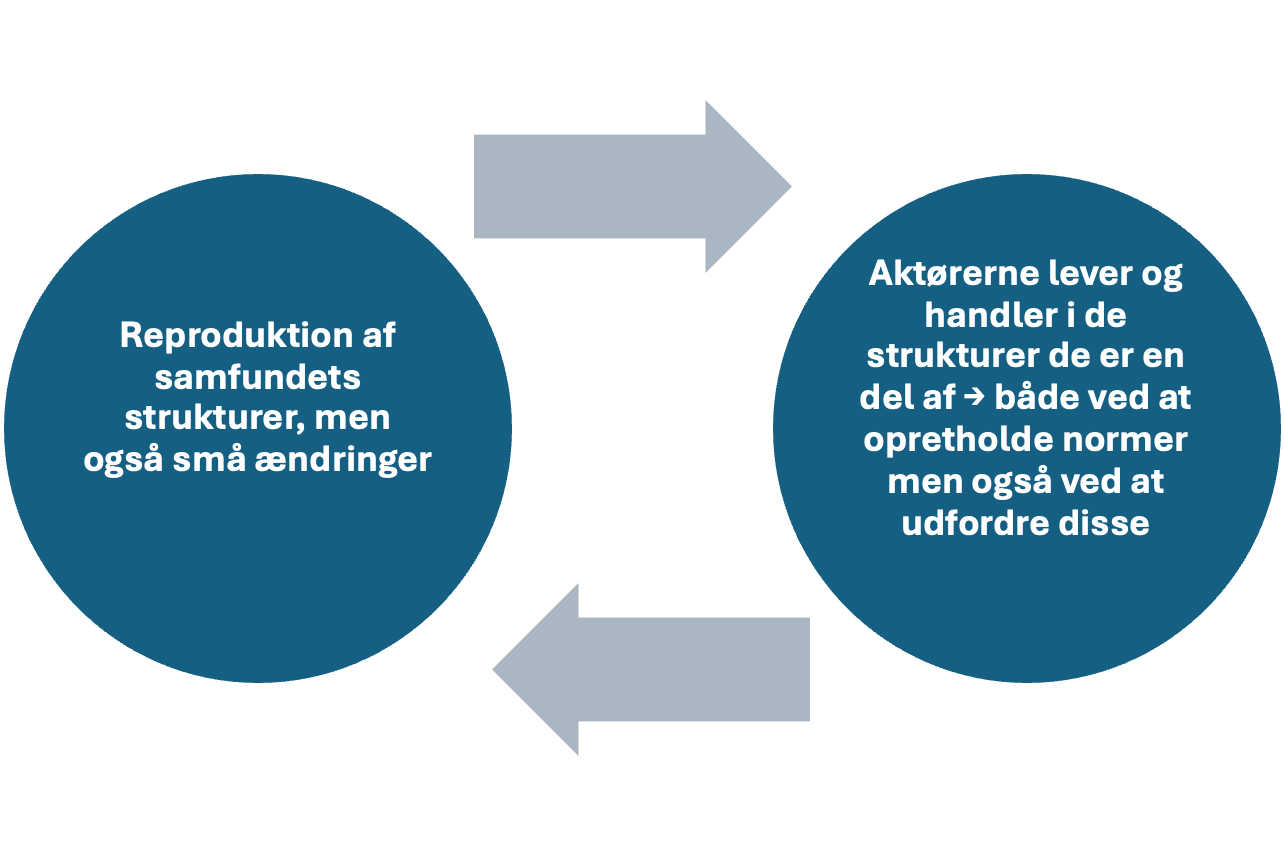 Reproduktion af
samfundets
strukturer, men
også små ændringer
Aktørerne lever og
handler i de
strukturer de er en
del af → både ved at
opretholde normer
men også ved at
udfordre disse